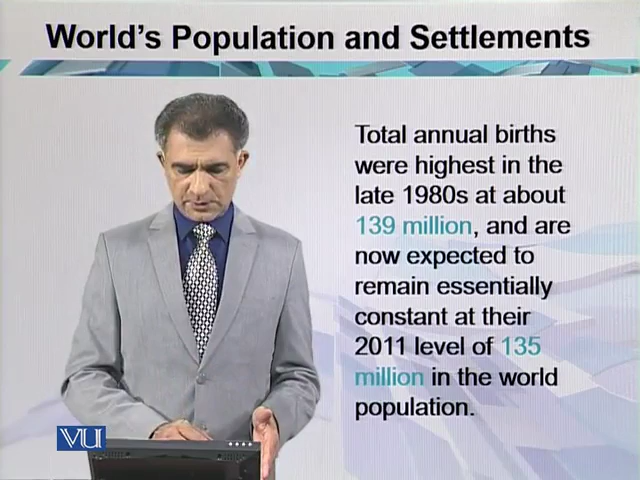 World's Population and Settlements
Total annual births
were highest in the
late 1980s at about
139 million, and are
now expected to
remain essentially
constant at their
2011 level of 135
million in the world
population.
VU